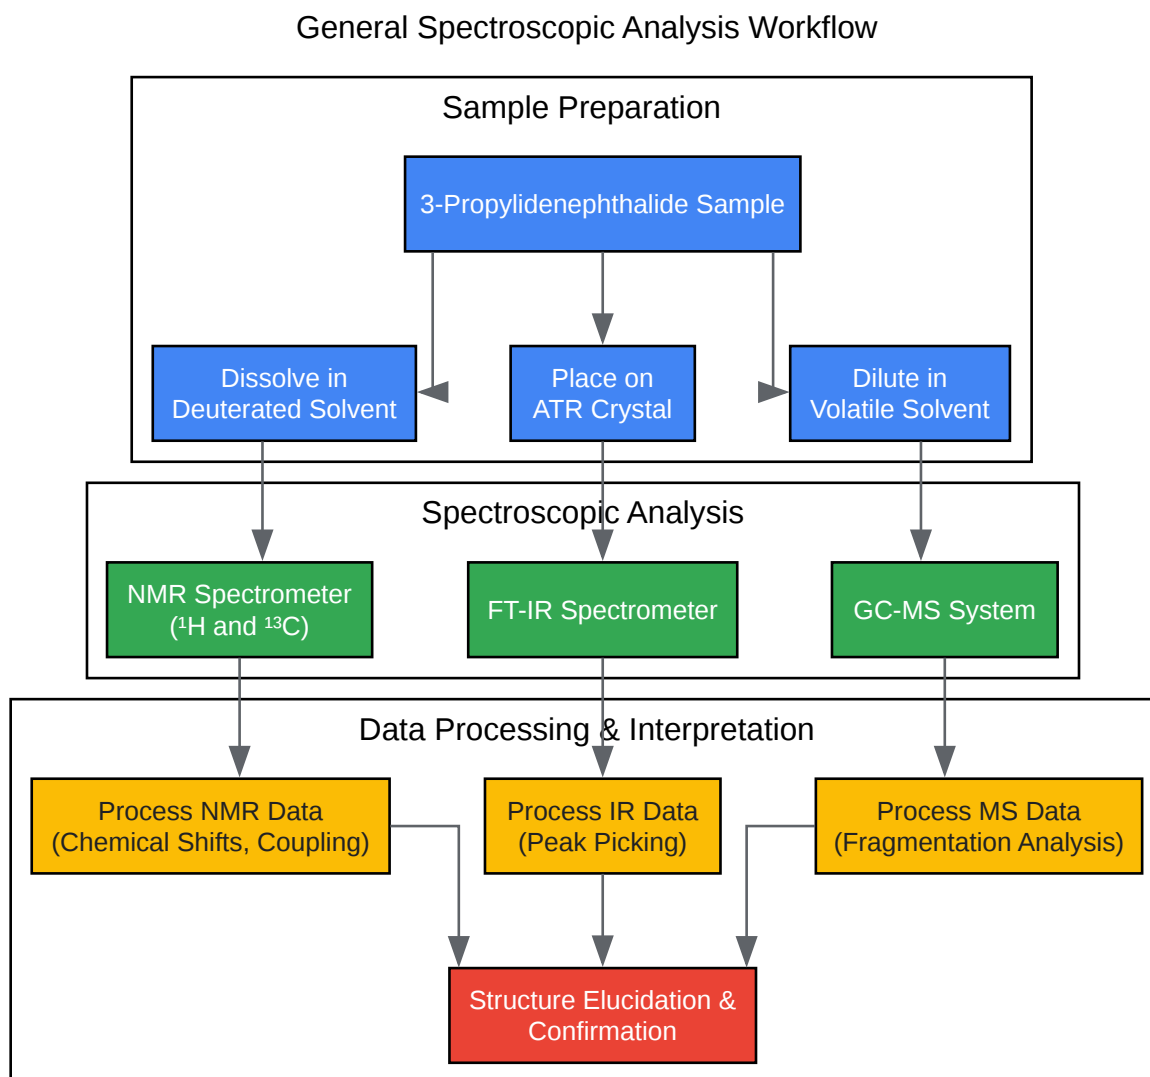 General Spectroscopic Analysis Workflow
Sample Preparation
3-Propylidenephthalide Sample
Dissolve in
Deuterated Solvent
Place on
ATR Crystal
Dilute in
Volatile Solvent
Spectroscopic Analysis
NMR Spectrometer
(¹H and ¹³C)
FT-IR Spectrometer
GC-MS System
Data Processing & Interpretation
Process NMR Data
(Chemical Shifts, Coupling)
Process IR Data
(Peak Picking)
Process MS Data
(Fragmentation Analysis)
Structure Elucidation &
Confirmation